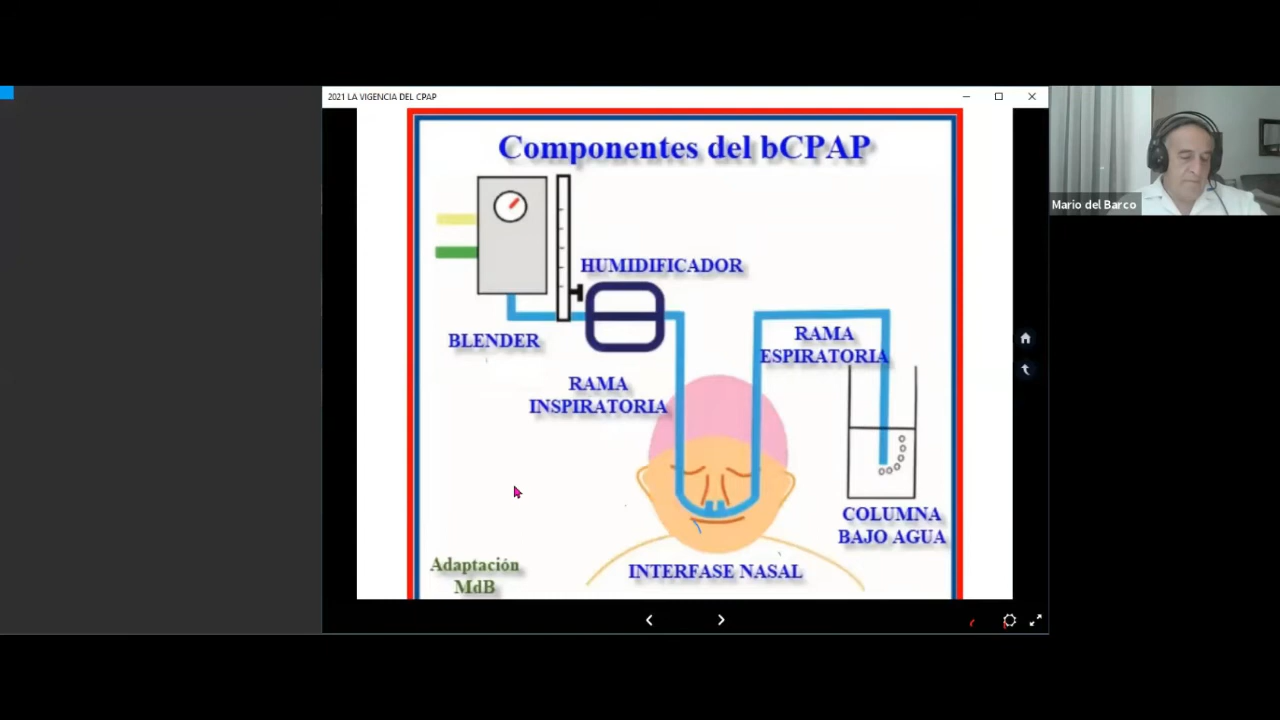 2021 LA VIGENCIA DEL CPAP
Mario del Barco
Componentes del bCPAP
HUMIDIFICADOR
BLENDER
RAMA
INSPIRATORIA
RAMA
ESPIRATORIA
COLUMNA
BAJO AGUA
INTERFASE NASAL
Adaptación
MdB